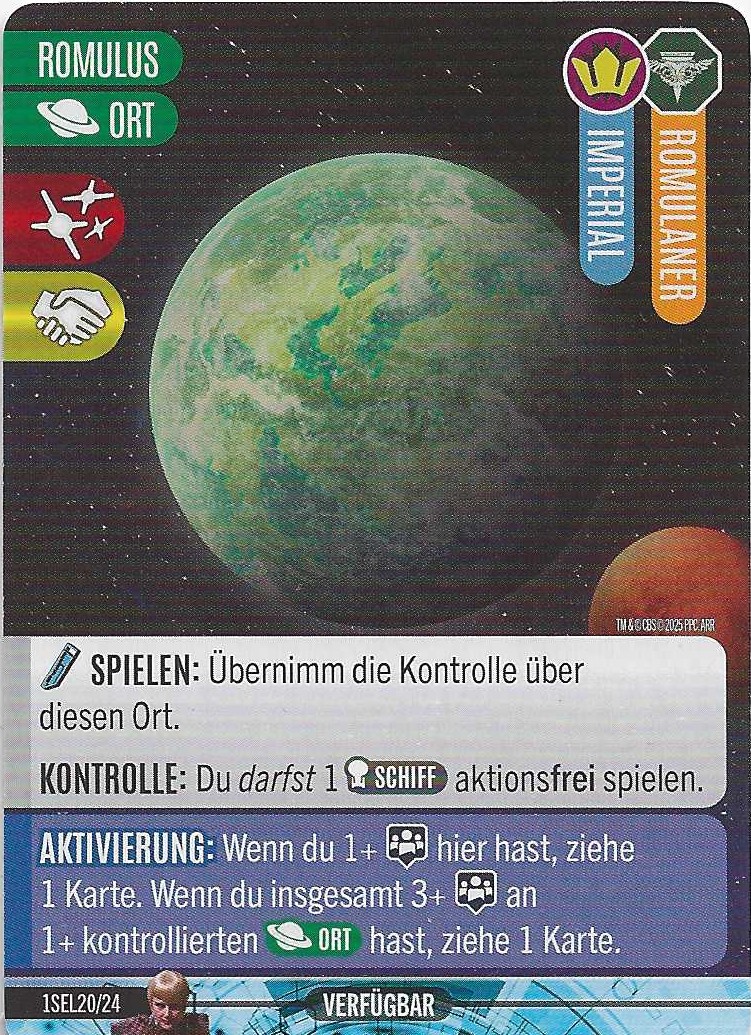 ROMULUS
ORT
IMPERIAL
ROMULANER
TM & © CBS © 2025 PPC. ARR
SPIELEN: Übernimm die Kontrolle über
diesen Ort.
KONTROLLE: Du darfst 1 SCHIFF aktionsfrei spielen.
AKTIVIERUNG: Wenn du 1+ hier hast, ziehe
1 Karte. Wenn du insgesamt 3+ an
1+ kontrollierten ORT hast, ziehe 1 Karte.
1SEL20/24
VERFÜGBAR